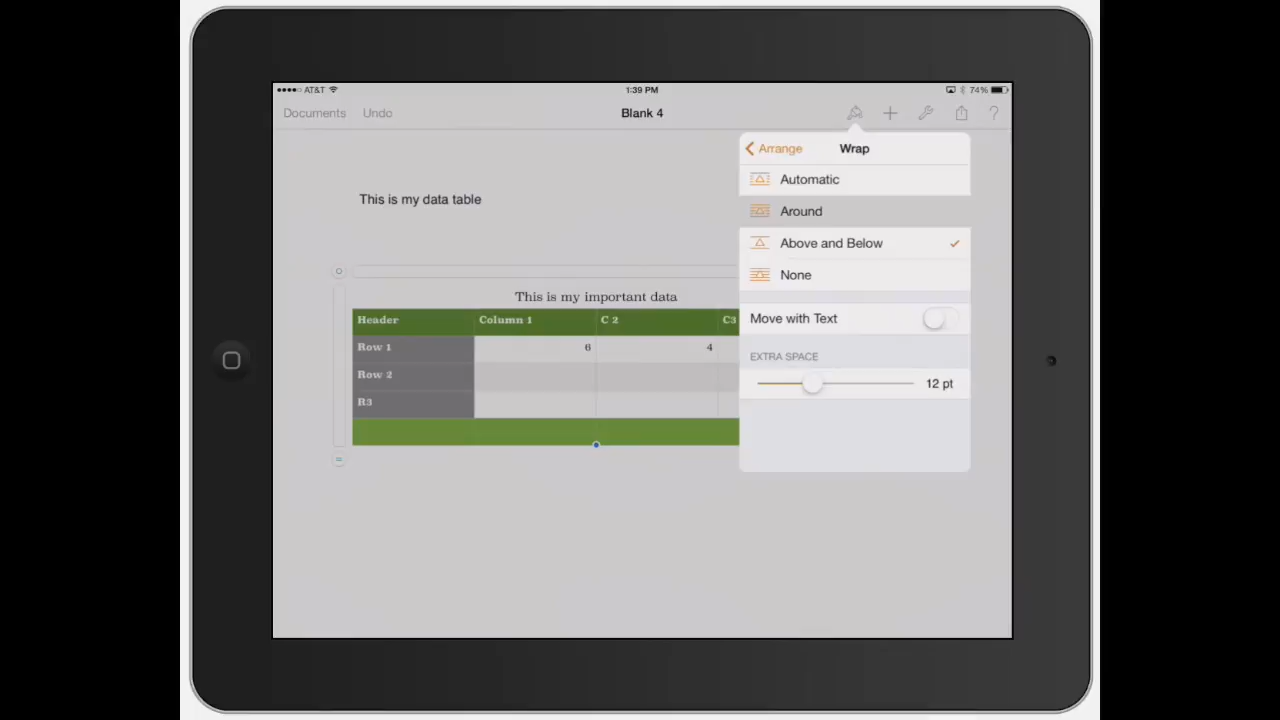 AT&T 1:39 PM 74%
Documents Undo Blank 4 ?
Arrange Wrap
Automatic
This is my data table
Around
Above and Below
None
This is my important data
Header Column 1 C 2 C3
Move with Text
Row 1 6 4
EXTRA SPACE
Row 2
12 pt
R3